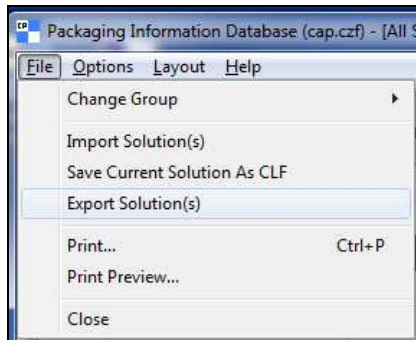 CP Packaging Information Database (cap.czf) - [All S
File Options Layout Help
Change Group
Import Solution(s)
Save Current Solution As CLF
Export Solution(s)
Print... Ctrl+P
Print Preview...
Close